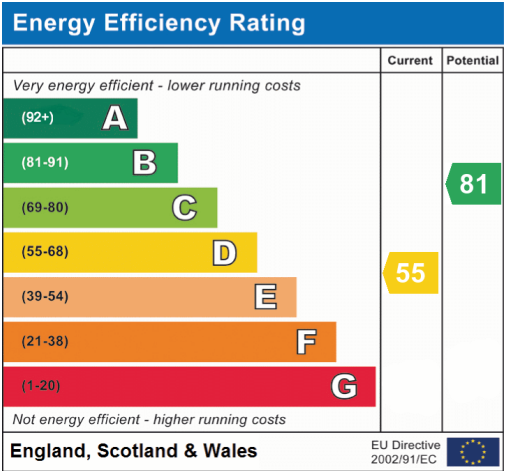 Energy Efficiency Rating
Current Potential
Very energy efficient - lower running costs
(92+) A
(81-91) B
81
(69-80) C
(55-68) D
55
(39-54) E
(21-38) F
(1-20) G
Not energy efficient - higher running costs
England, Scotland & Wales
EU Directive
2002/91/EC